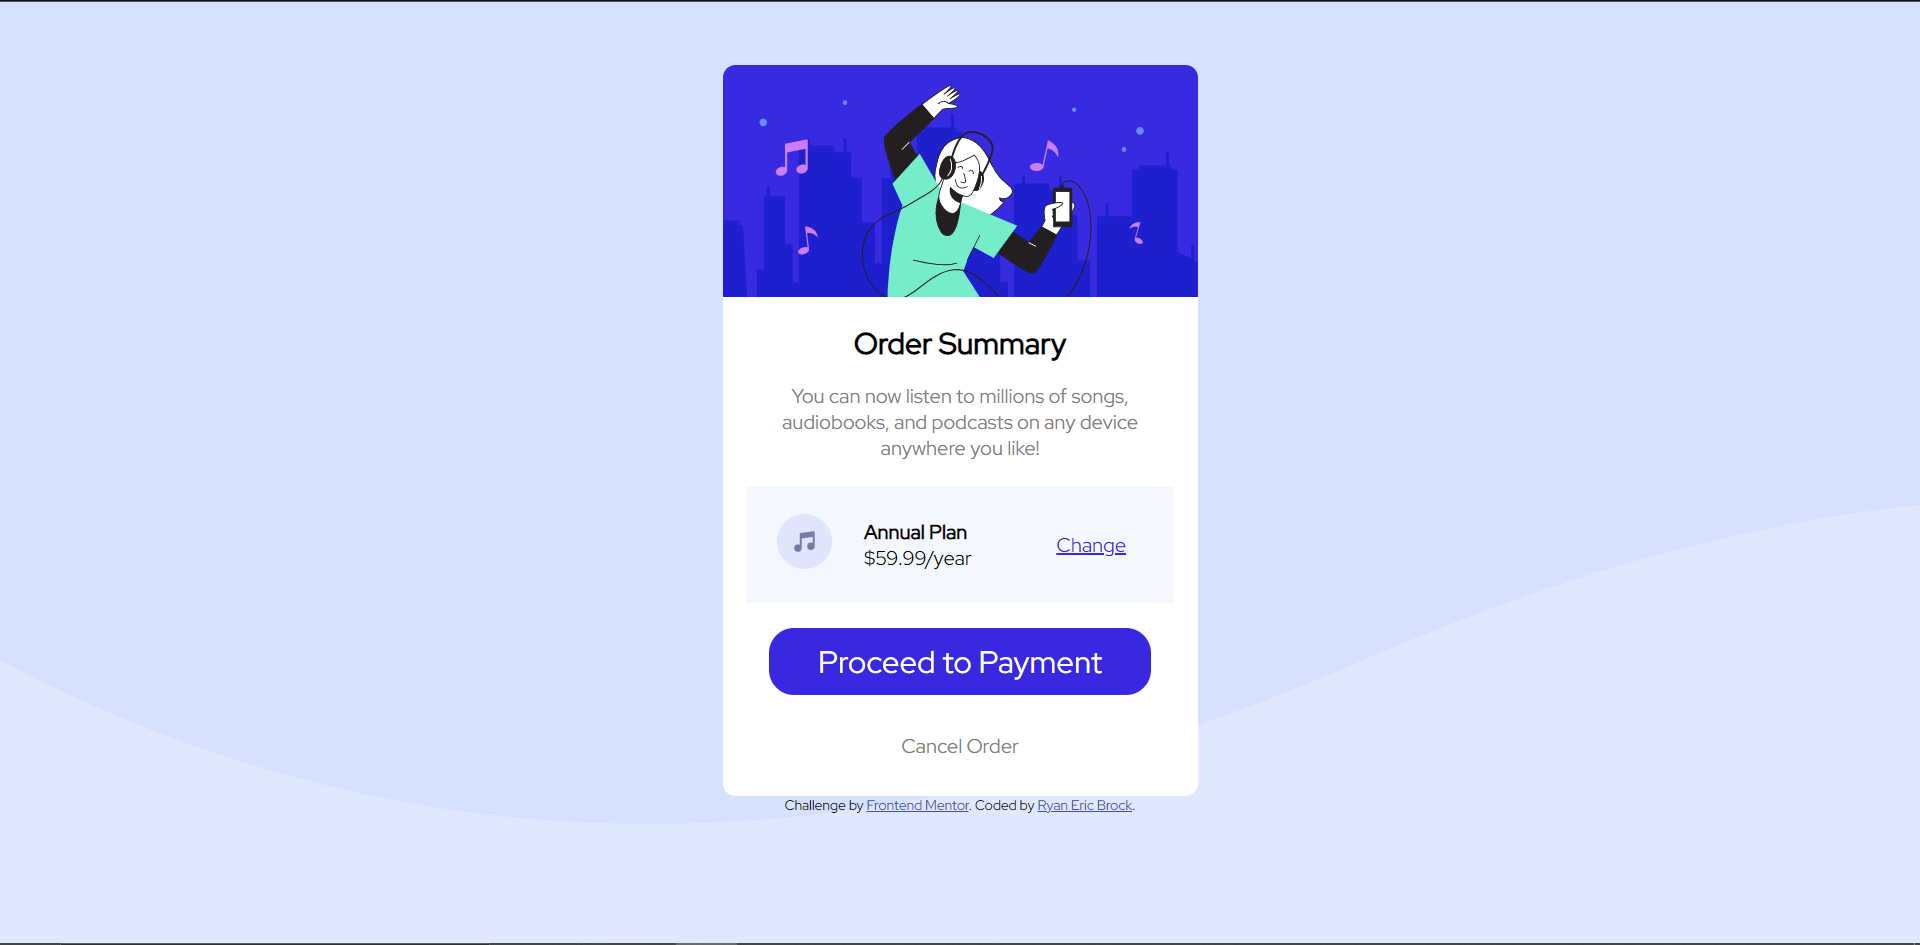 Order Summary
You can now listen to millions of songs,
audiobooks, and podcasts on any device
anywhere you like!
Annual Plan
$59.99/year
Change
Proceed to Payment
Cancel Order
Challenge by Frontend Mentor. Coded by Ryan Eric Brock.